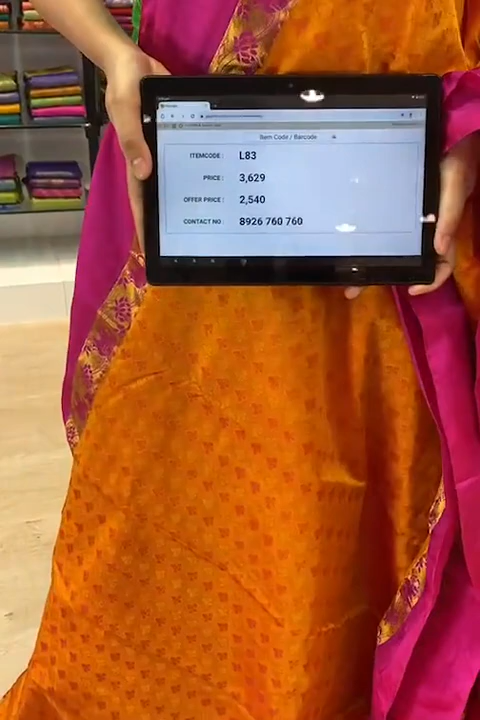 Item Code / Barcode
ITEMCODE : L83
PRICE : 3,629
OFFER PRICE : 2,540
CONTACT NO : 8926 760 760